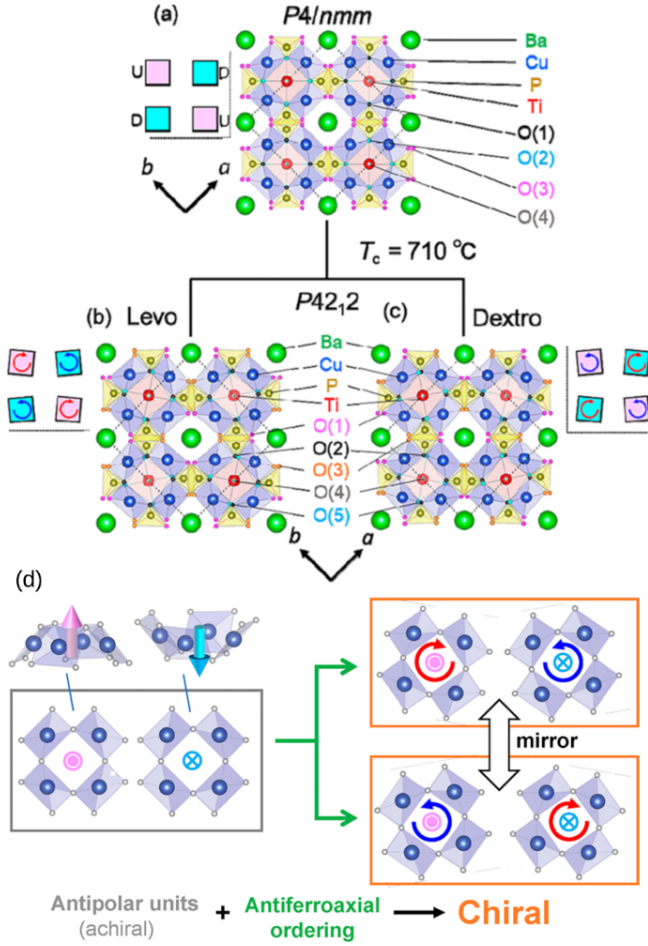 (a)
P4/nmm
U
D
D
U
b
a
Ba
Cu
P
Ti
O(1)
O(2)
O(3)
O(4)
Tc = 710 °C
P42₁2
(b)
Levo
(c)
Dextro
Ba
Cu
P
Ti
O(1)
O(2)
O(3)
O(4)
O(5)
b
a
(d)
mirror
Antipolar units
(achiral)
+
Antiferroaxial
ordering
Chiral